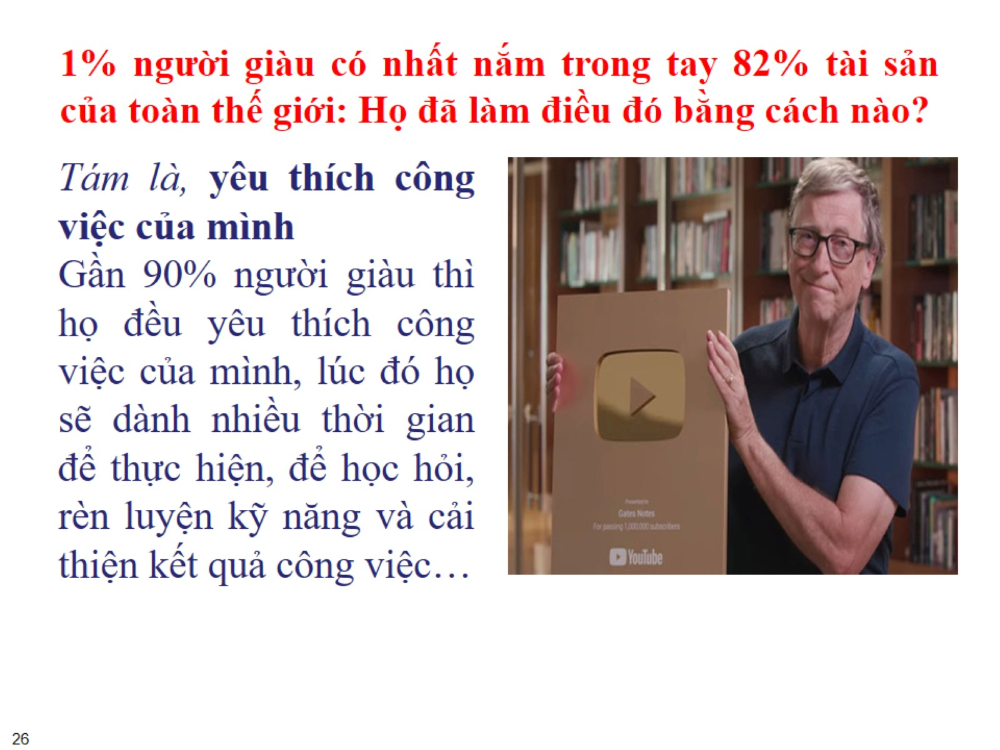 1% người giàu có nhất nắm trong tay 82% tài sản
của toàn thế giới: Họ đã làm điều đó bằng cách nào?
Tám là, yêu thích công
việc của mình
Gần 90% người giàu thì
họ đều yêu thích công
việc của mình, lúc đó họ
sẽ dành nhiều thời gian
để thực hiện, để học hỏi,
rèn luyện kỹ năng và cải
thiện kết quả công việc…
Presented to
Gates Notes
For passing 1,000,000 subscribers
YouTube
26